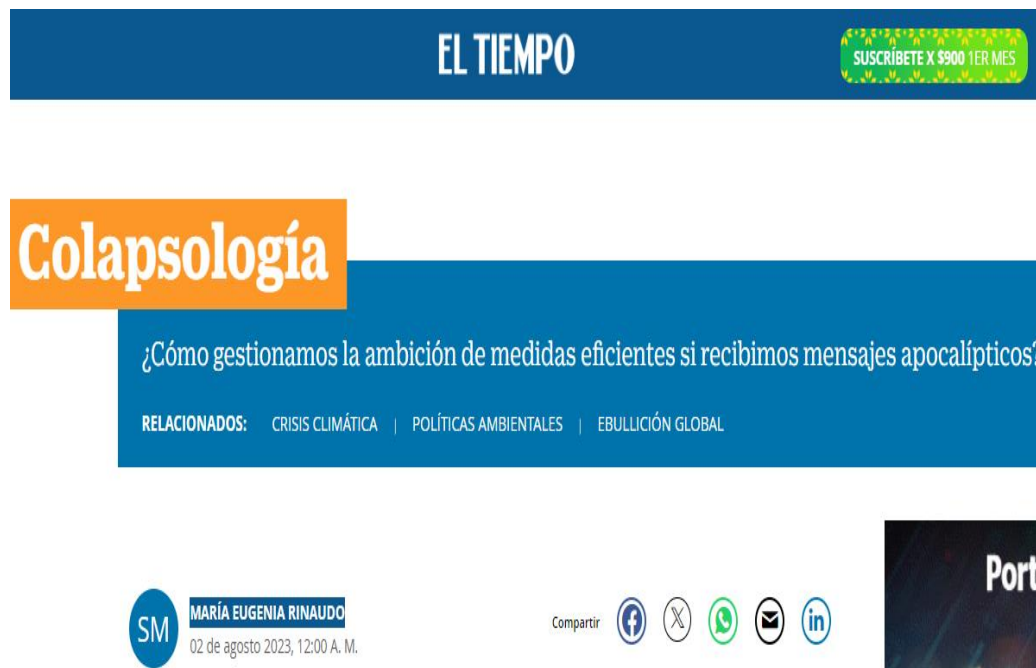 EL TIEMPO
SUSCRÍBETE X $900 1ER MES
Colapsología
¿Cómo gestionamos la ambición de medidas eficientes si recibimos mensajes apocalípticos?
RELACIONADOS: CRISIS CLIMÁTICA | POLÍTICAS AMBIENTALES | EBULLICIÓN GLOBAL
Port
SM
MARÍA EUGENIA RINAUDO
02 de agosto 2023, 12:00 A. M.
Compartir